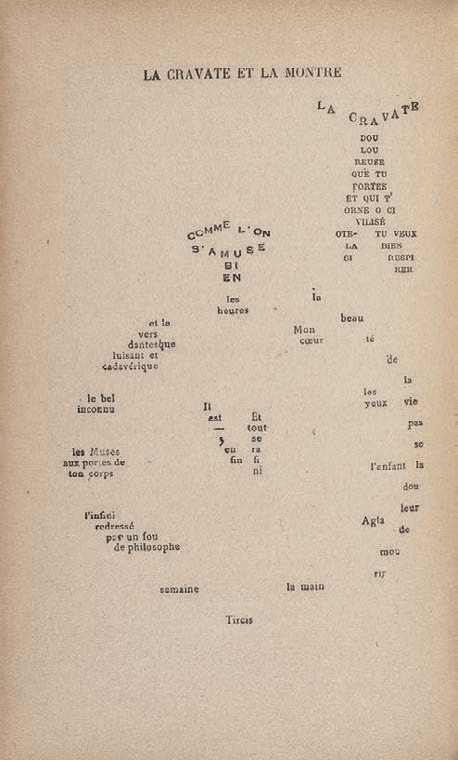 LA CRAVATE ET LA MONTRE
LA CRAVATE
DOU
LOU
REUSE
QUE TU
PORTES
ET QUI T'
ORNE O CI
VILISÉ
OTE- TU VEUX
LA BIEN
SI RESPI
RER
COMME L'ON
S'AMUSE
BI
EN
les
heures
la
beau
té
de
la
vie
pas
se
la
dou
leur
de
mou
rir
Mon
cœur
les
yeux
l'enfant
Agla
la main
Tircis
semaine
l'infini
redressé
par un fou
de philosophe
les Muses
aux portes de
ton corps
le bel
inconnu
et le
vers
dantesque
luisant et
cadavérique
Il
est
—
5
en
fin
Et
tout
se
ra
fi
ni